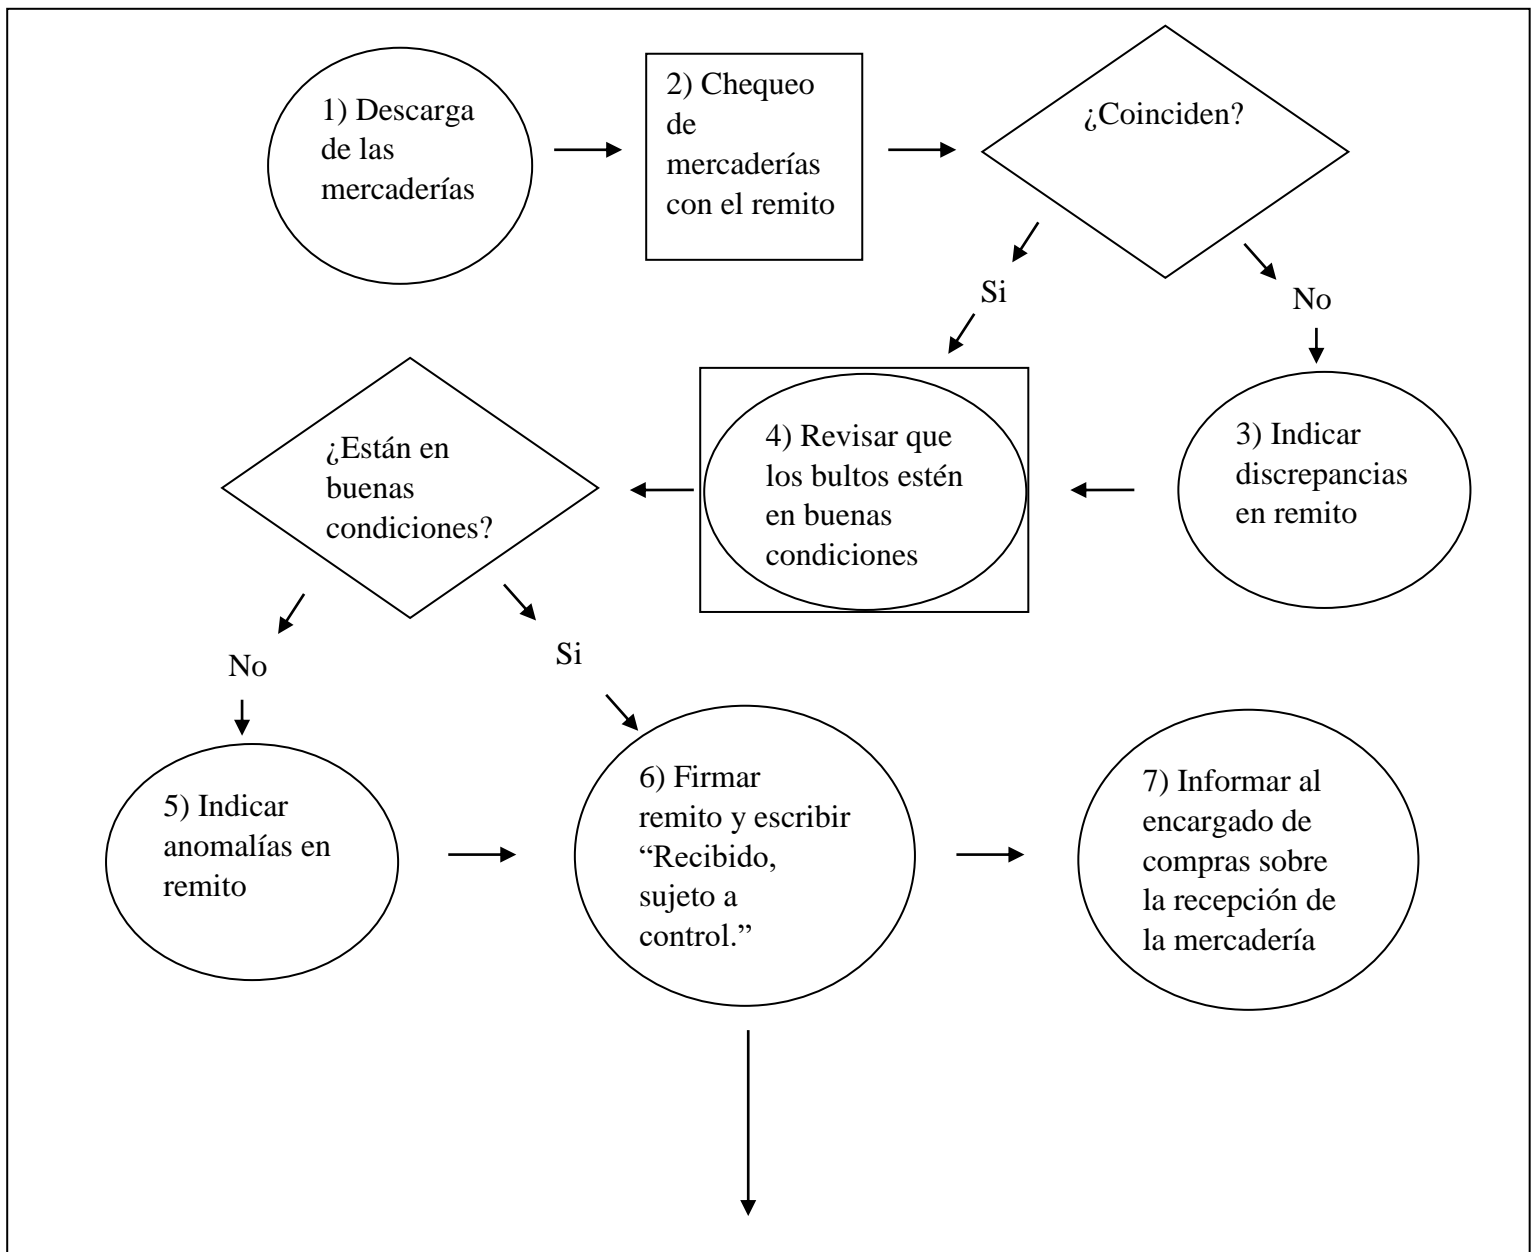 1) Descarga
de las
mercaderías
2) Chequeo
de
mercaderías
con el remito
¿Coinciden?
Si
No
3) Indicar
discrepancias
en remito
4) Revisar que
los bultos estén
en buenas
condiciones
¿Están en
buenas
condiciones?
No
Si
5) Indicar
anomalías en
remito
6) Firmar
remito y escribir
“Recibido,
sujeto a
control.”
7) Informar al
encargado de
compras sobre
la recepción de
la mercadería